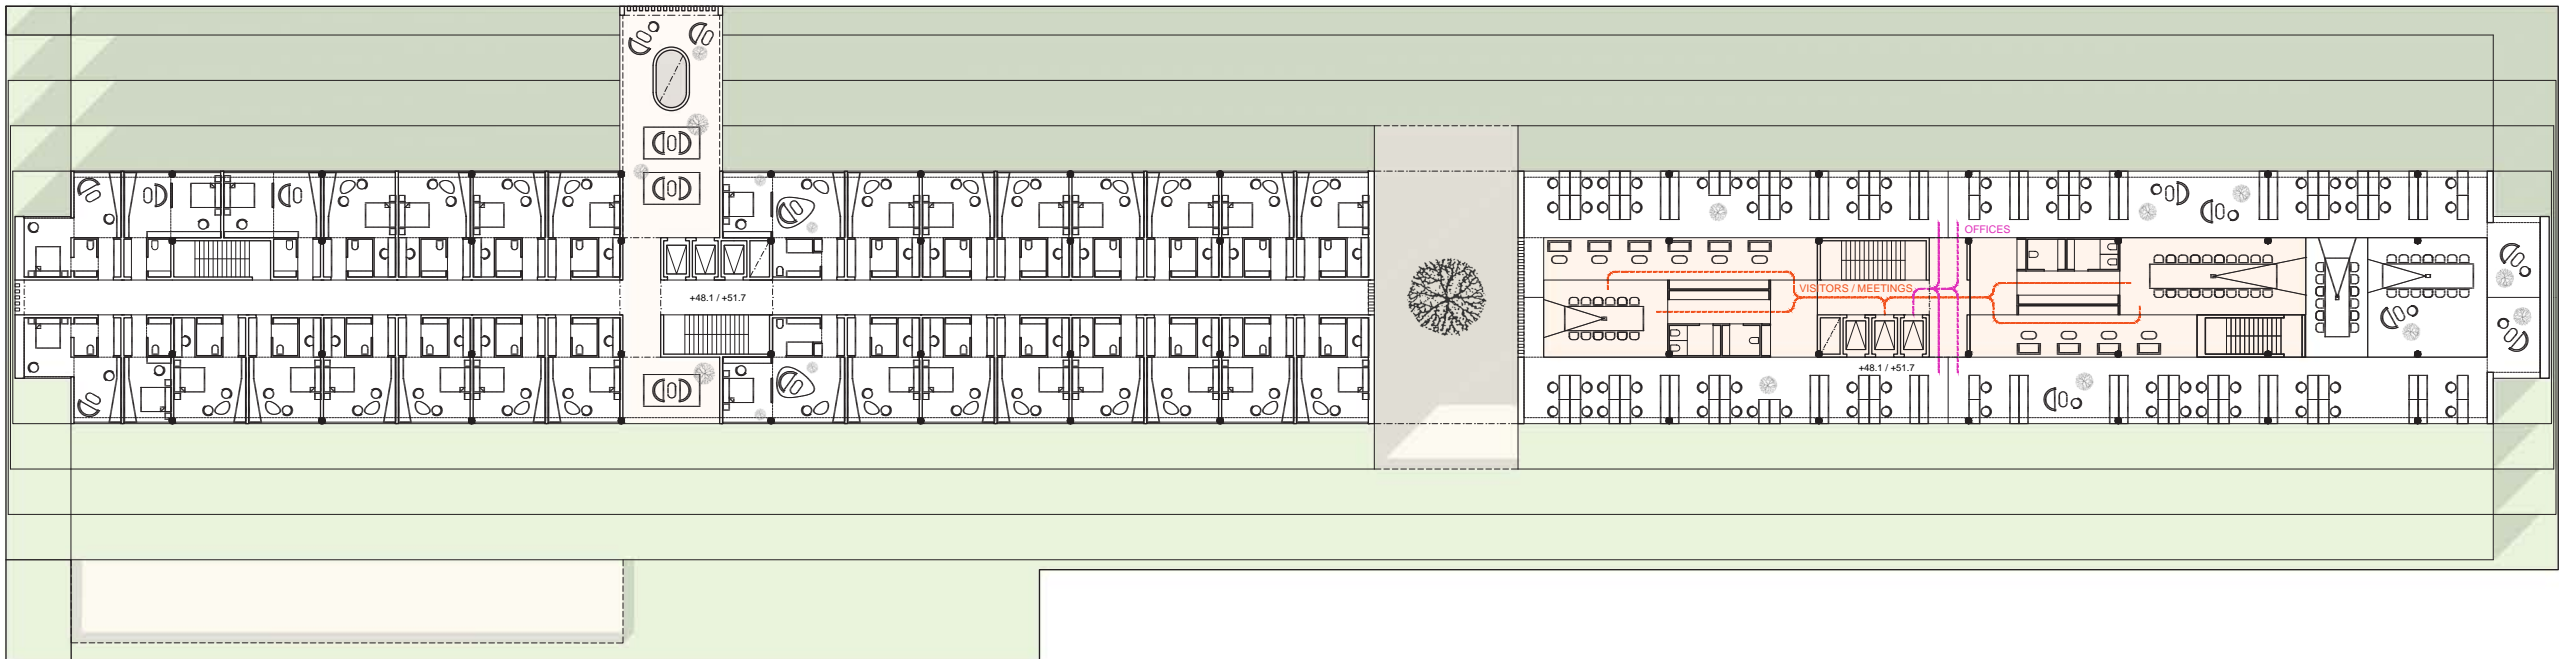 OFFICES
VISITORS / MEETINGS
+48.1 / +51.7
+48.1 / +51.7